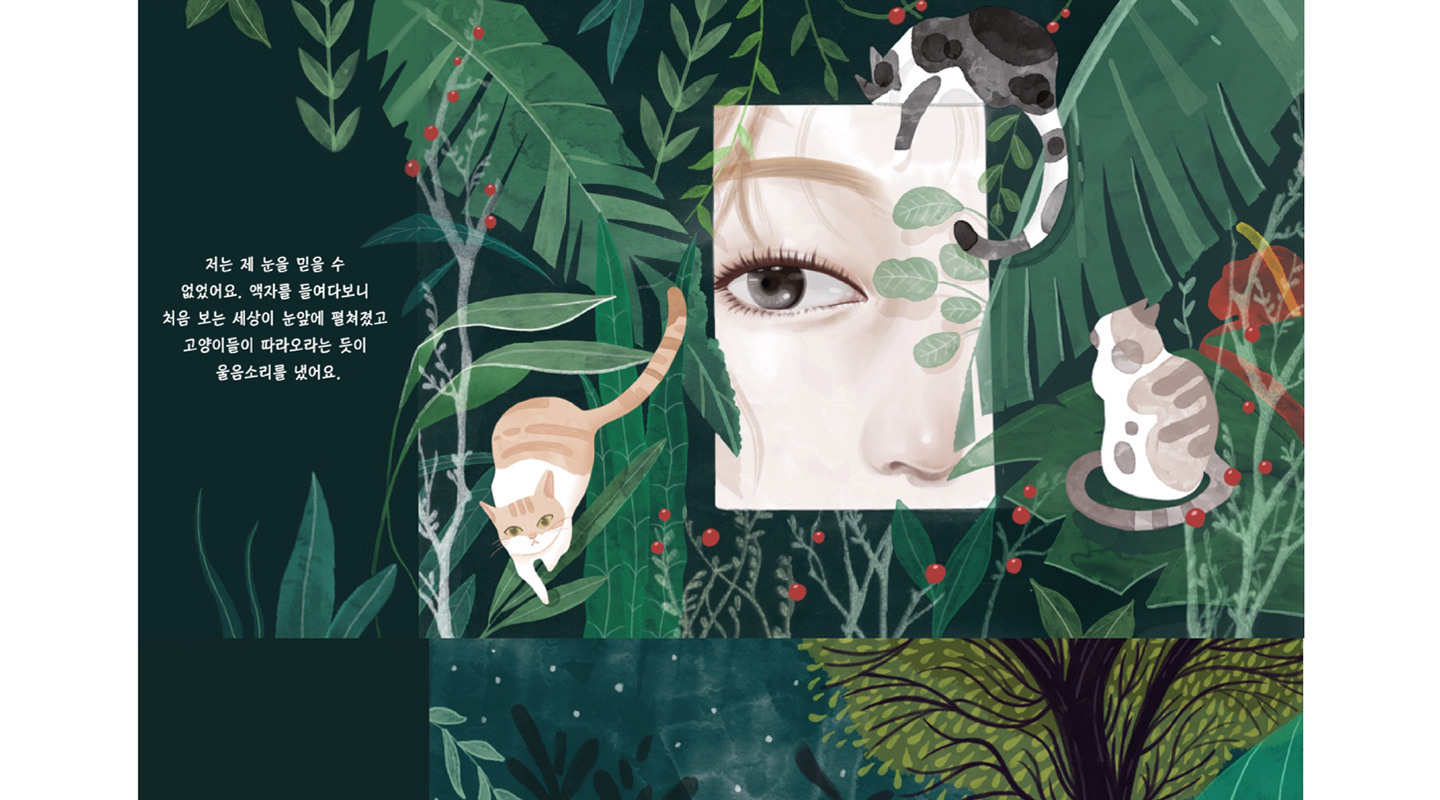 저는 제 눈을 믿을 수
없었어요. 액자를 들여다보니
처음 보는 세상이 눈앞에 펼쳐졌고
고양이들이 따라오라는 듯이
울음소리를 냈어요.